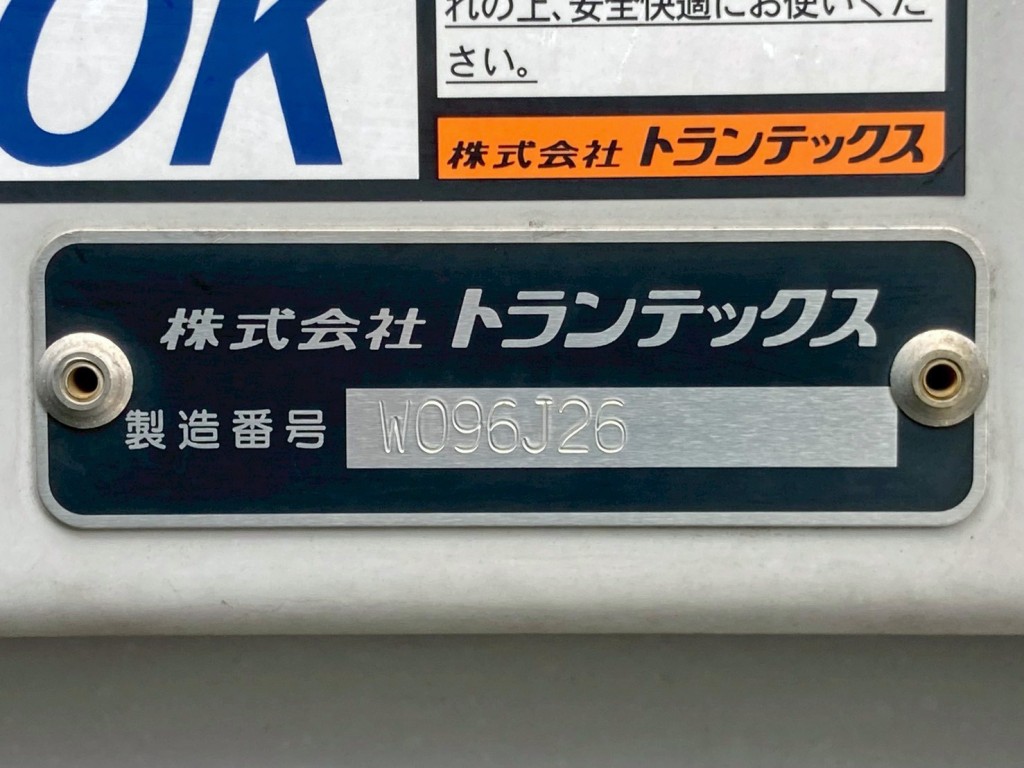 OK
れの上、安全快適にお使いくだ
さい。
株式会社 トランテックス
株式会社 トランテックス
製造番号 W096J26